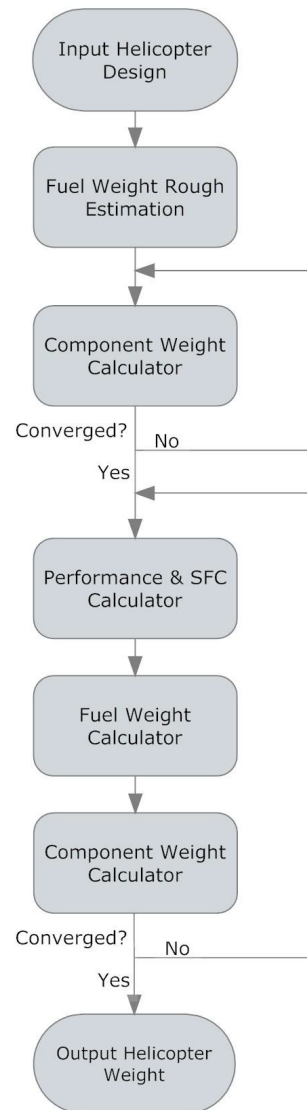 Input Helicopter
Design
Fuel Weight Rough
Estimation
Component Weight
Calculator
Converged?
No
Yes
Performance & SFC
Calculator
Fuel Weight
Calculator
Component Weight
Calculator
Converged?
No
Yes
Output Helicopter
Weight